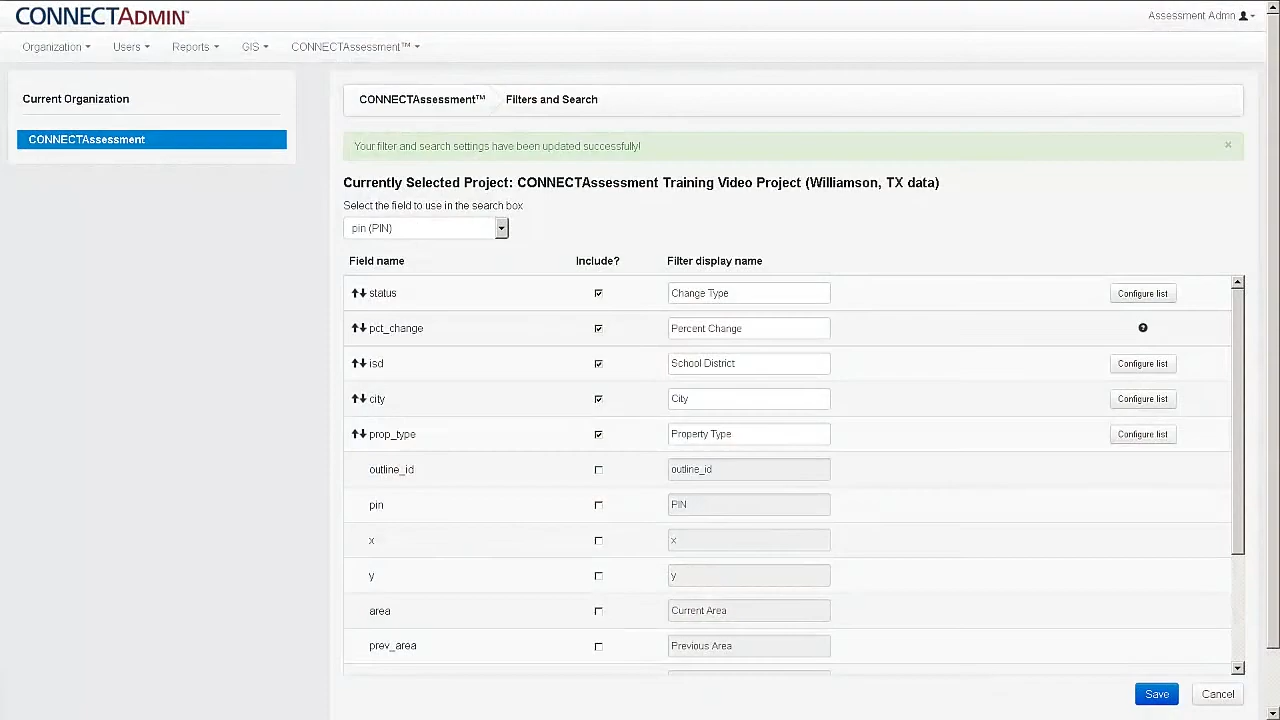 CONNECTADMIN™
Assessment Admn
Organization Users Reports GIS CONNECTAssessment™
Current Organization
CONNECTAssessment
CONNECTAssessment™ Filters and Search
Your filter and search settings have been updated successfully! ×
Currently Selected Project: CONNECTAssessment Training Video Project (Williamson, TX data)
Select the field to use in the search box
pin (PIN)
Field name Include? Filter display name
status Change Type Configure list
pct_change Percent Change ?
isd School District Configure list
city City Configure list
prop_type Property Type Configure list
outline_id outline_id
pin PIN
x x
y y
area Current Area
prev_area Previous Area
Save Cancel